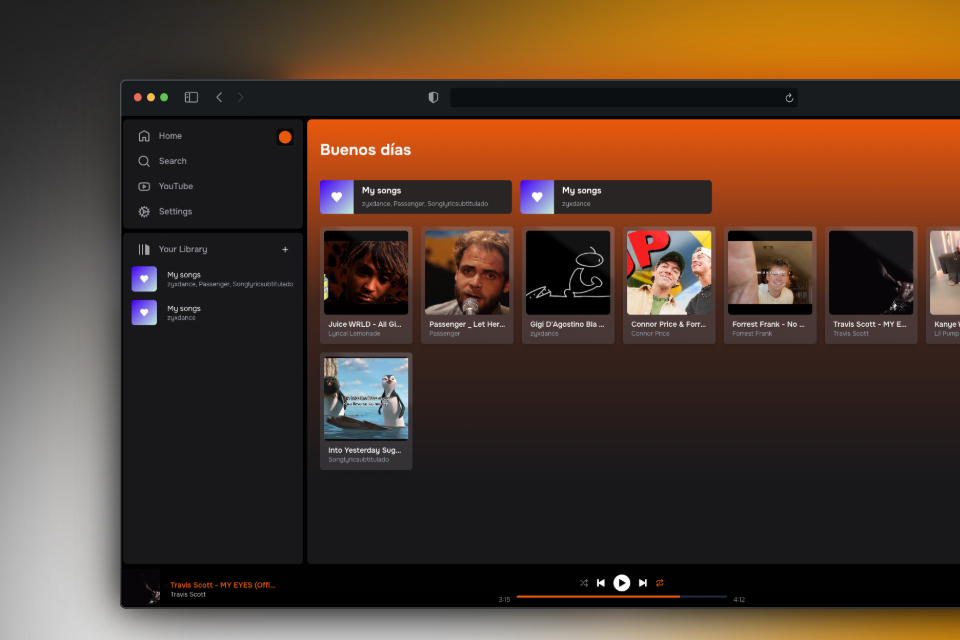 Home
Search
YouTube
Settings
Your Library
+
My songs
zyxdance, Passenger, Songlyricsubtitulado
My songs
zyxdance
Buenos días
My songs
zyxdance, Passenger, Songlyricsubtitulado
My songs
zyxdance
Juice WRLD - All Gi...
Lyrical Lemonade
Passenger _ Let Her...
Passenger
Gigi D'Agostino Bla ...
zyxdance
Connor Price & Forr...
Connor Price
Forrest Frank - No ...
Forrest Frank
Travis Scott - MY E...
Travis Scott
Kanye
Lil Pump
Into Yesterday Sug...
Songlyricsubtitulado
Travis Scott - MY EYES (Offi...
Travis Scott
3:15
4:12